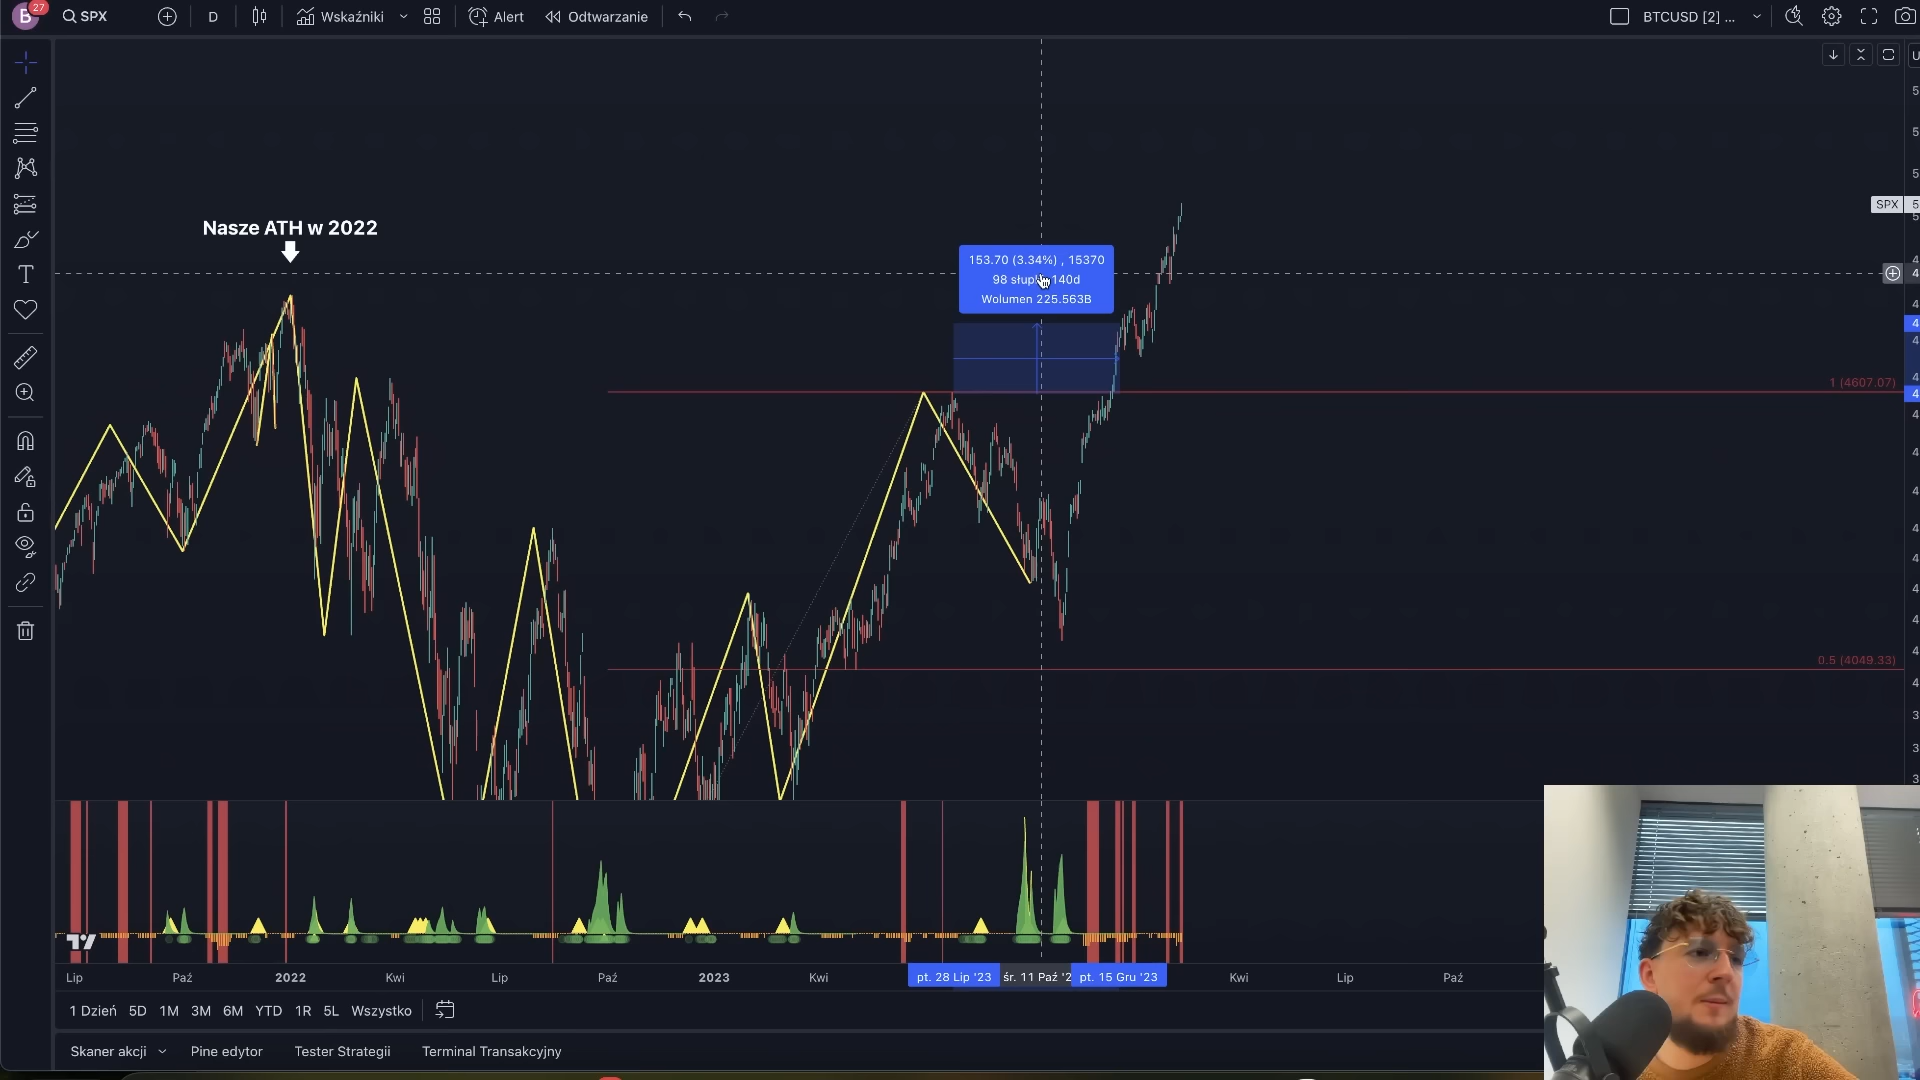 B
27
SPX
D
Wskaźniki
Alert
Odtwarzanie
BTCUSD [2] ...
U
Nasze ATH w 2022
153.70 (3.34%) , 15370
140d
Wolumen 225.563B
SPX
1 (4607.07)
0.5 (4049.33)
Lip
Paź
2022
Kwi
Lip
Paź
2023
Kwi
pt. 28 Lip '23
śr. 11 Paź '2
pt. 15 Gru '23
Kwi
Lip
Paź
1 Dzień
5D
1M
3M
6M
YTD
1R
5L
Wszystko
Skaner akcji
Pine edytor
Tester Strategii
Terminal Transakcyjny